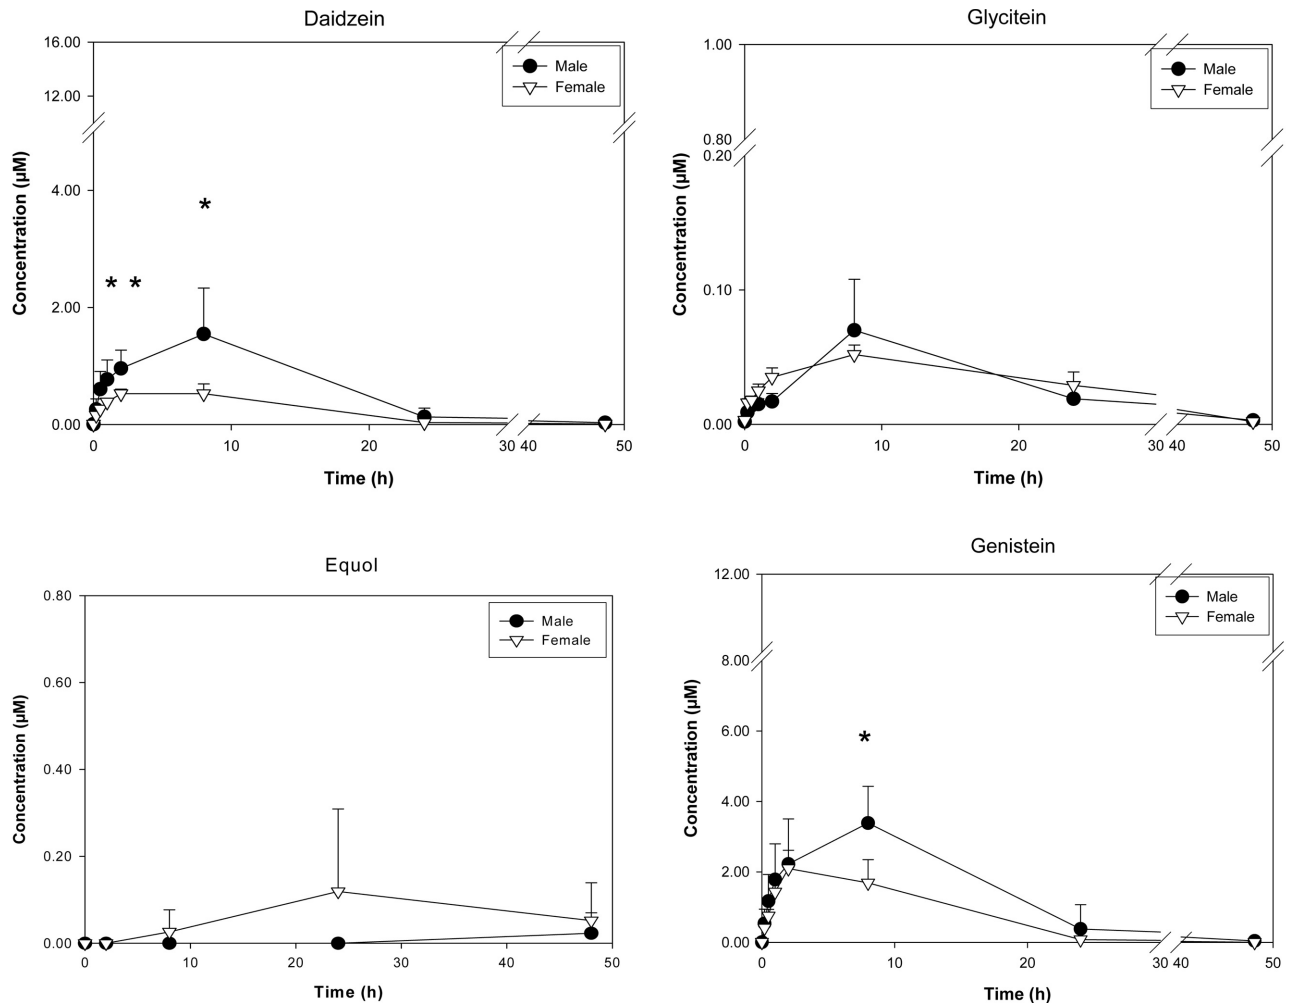 Daidzein
16.00
12.00
4.00
2.00
0.00
Concentration (µM)
Male
Female
*
* *
0 10 20 30 40 50
Time (h)
Glycitein
1.00
0.80
0.20
0.10
0.00
Concentration (µM)
Male
Female
0 10 20 30 40 50
Time (h)
Equol
0.80
0.60
0.40
0.20
0.00
Concentration (µM)
Male
Female
0 10 20 30 40 50
Time (h)
Genistein
12.00
8.00
6.00
4.00
2.00
0.00
Concentration (µM)
Male
Female
*
0 10 20 30 40 50
Time (h)